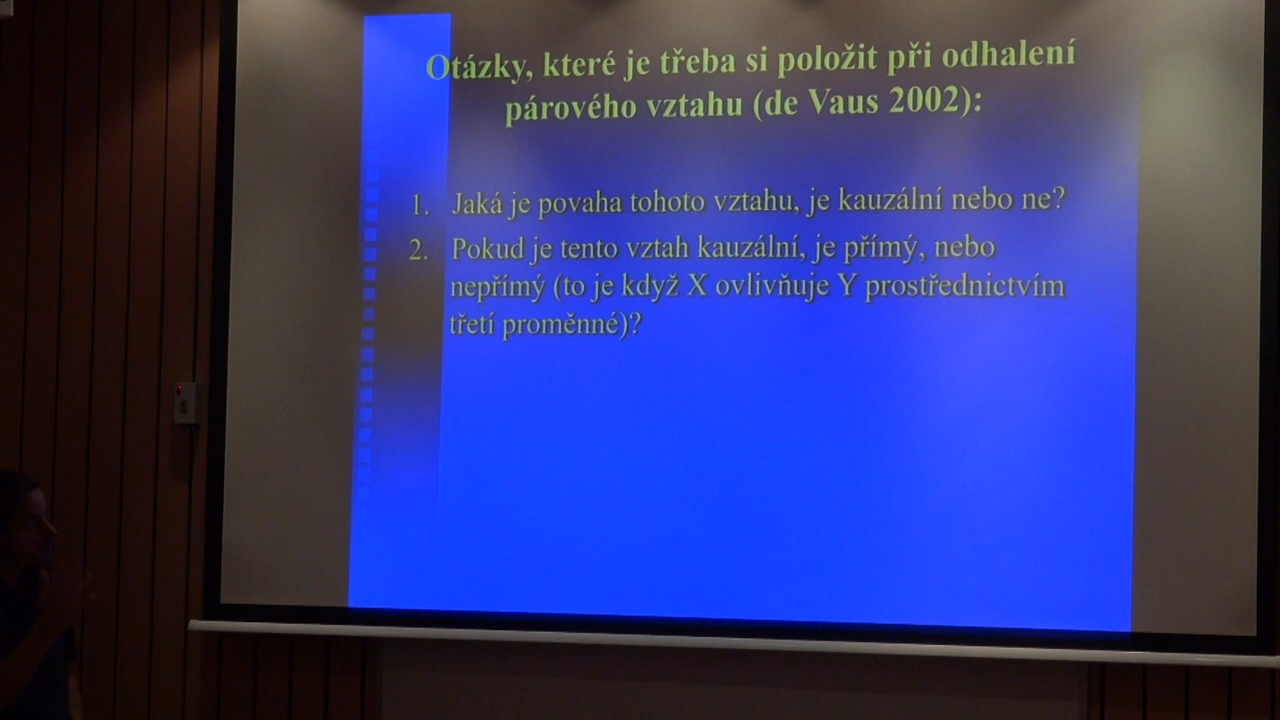 Otázky, které je třeba si položit při odhalení
párového vztahu (de Vaus 2002):
1. Jaká je povaha tohoto vztahu, je kauzální nebo ne?
2. Pokud je tento vztah kauzální, je přímý, nebo
nepřímý (to je když X ovlivňuje Y prostřednictvím
třetí proměnné)?